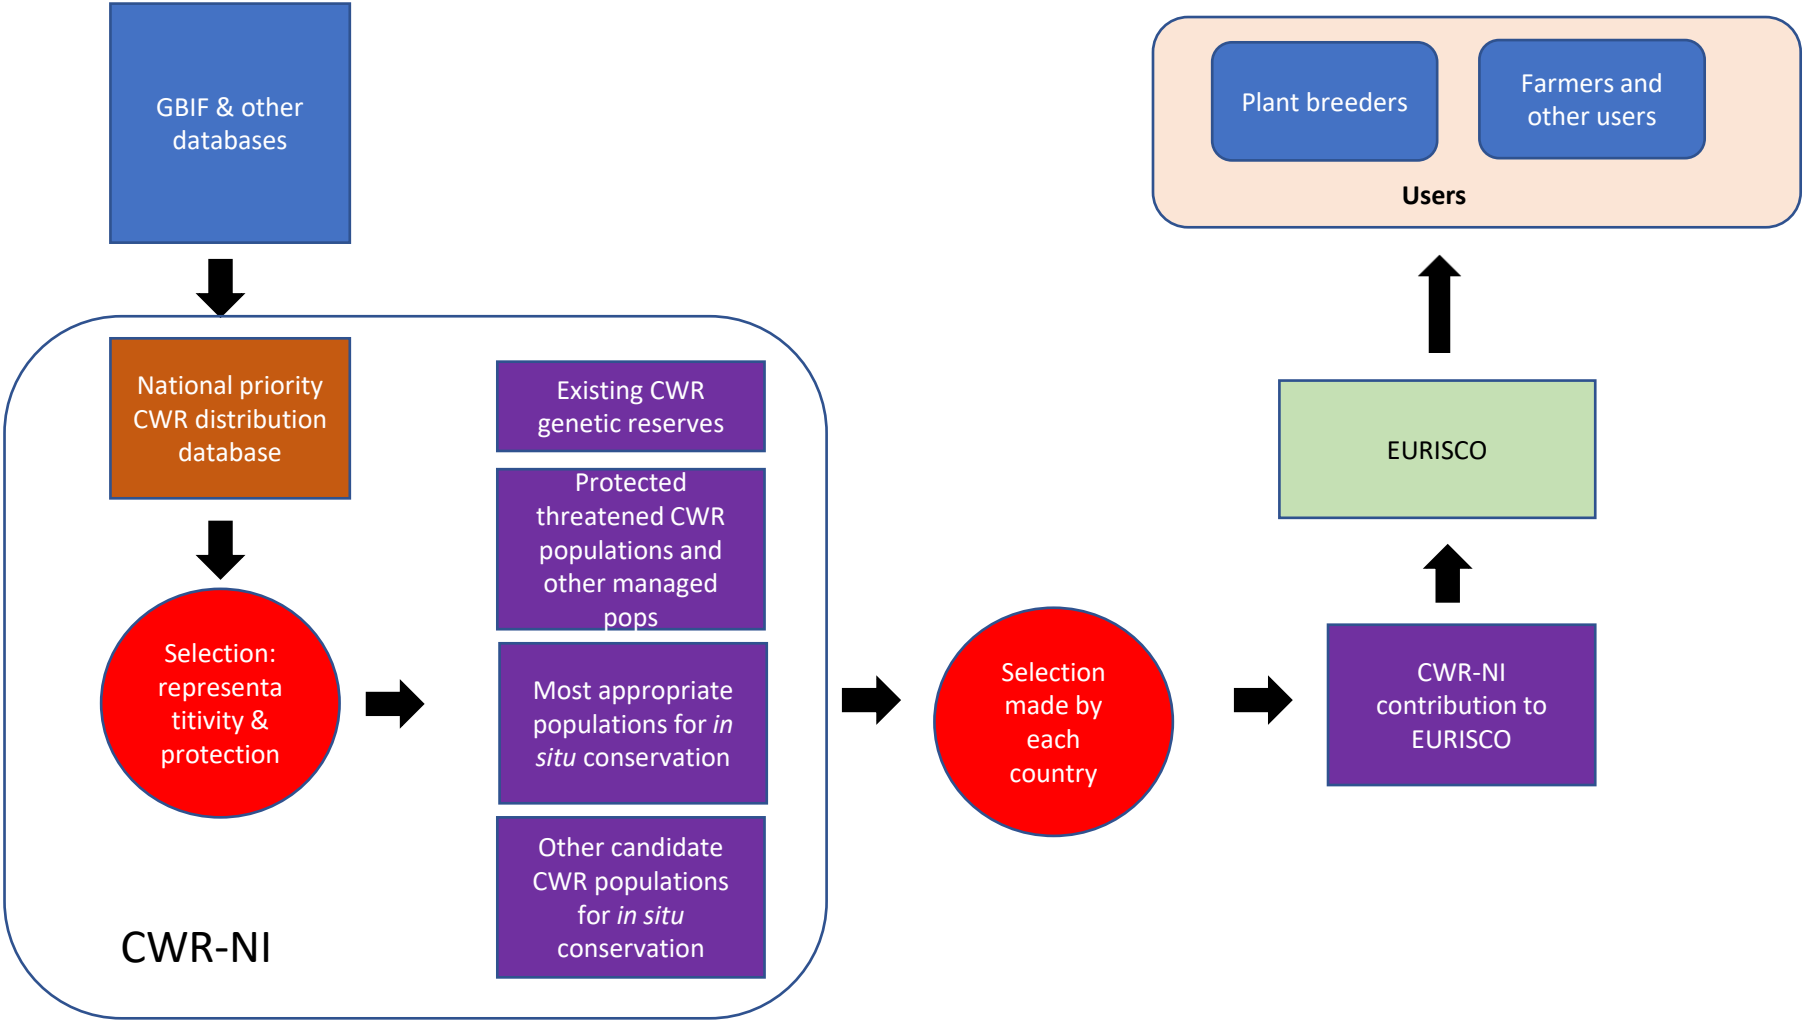 GBIF & other
databases
National priority
CWR distribution
database
Selection:
representa
titivity &
protection
CWR-NI
Existing CWR
genetic reserves
Protected
threatened CWR
populations and
other managed
pops
Most appropriate
populations for in
situ conservation
Other candidate
CWR populations
for in situ
conservation
Selection
made by
each
country
CWR-NI
contribution to
EURISCO
EURISCO
Plant breeders
Farmers and
other users
Users